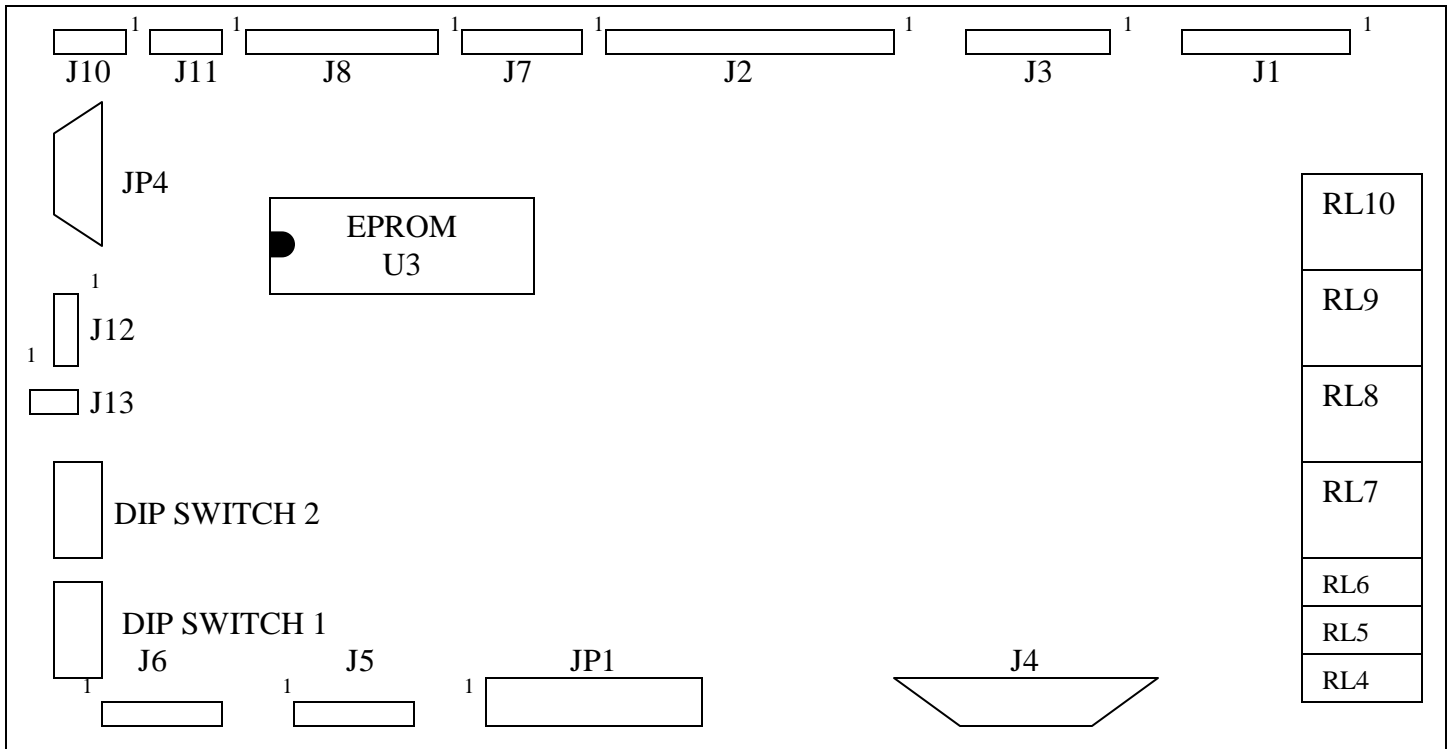 1 1 1 1 1 1 1
J10 J11 J8 J7 J2 J3 J1
JP4
RL10
EPROM
U3
1
RL9
J12
1
RL8
J13
RL7
DIP SWITCH 2
RL6
DIP SWITCH 1
RL5
J6 J5 JP1 J4
RL4
1 1 1